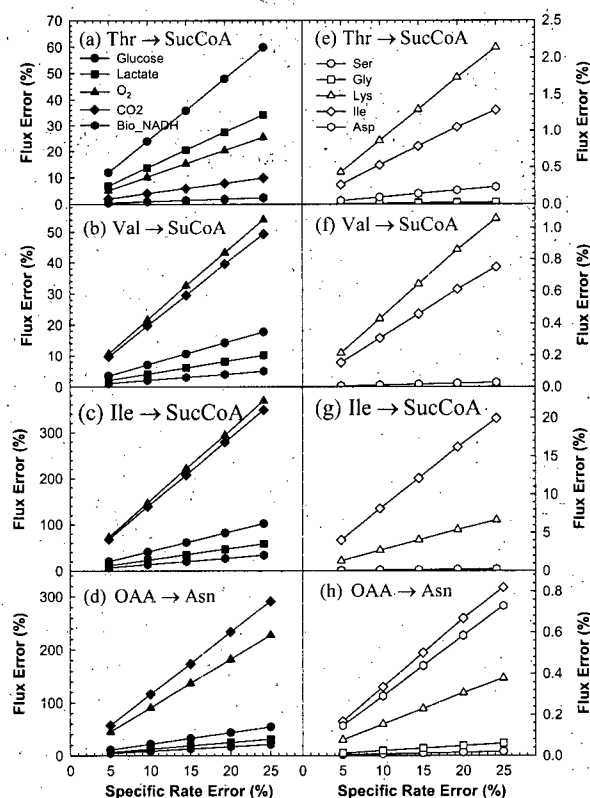 (a) Thr → SucCoA
Glucose
Lactate
O₂
CO2
Bio_NADH
Flux Error (%)
70
60
50
40
30
20
10
0
(e) Thr → SucCoA
Ser
Gly
Lys
Ile
Asp
2.5
2.0
1.5
1.0
0.5
0.0
Flux Error (%)
(b) Val → SuCoA
Flux Error (%)
50
40
30
20
10
0
(f) Val → SuCoA
1.0
0.8
0.6
0.4
0.2
0.0
Flux Error (%)
(c) Ile → SucCoA
Flux Error (%)
300
200
100
0
(g) Ile → SucCoA
20
15
10
5
0
Flux Error (%)
(d) OAA → Asn
Flux Error (%)
300
200
100
0
(h) OAA → Asn
0.8
0.6
0.4
0.2
0.0
Flux Error (%)
0 5 10 15 20 25
0 5 10 15 20 25
Specific Rate Error (%)
Specific Rate Error (%)